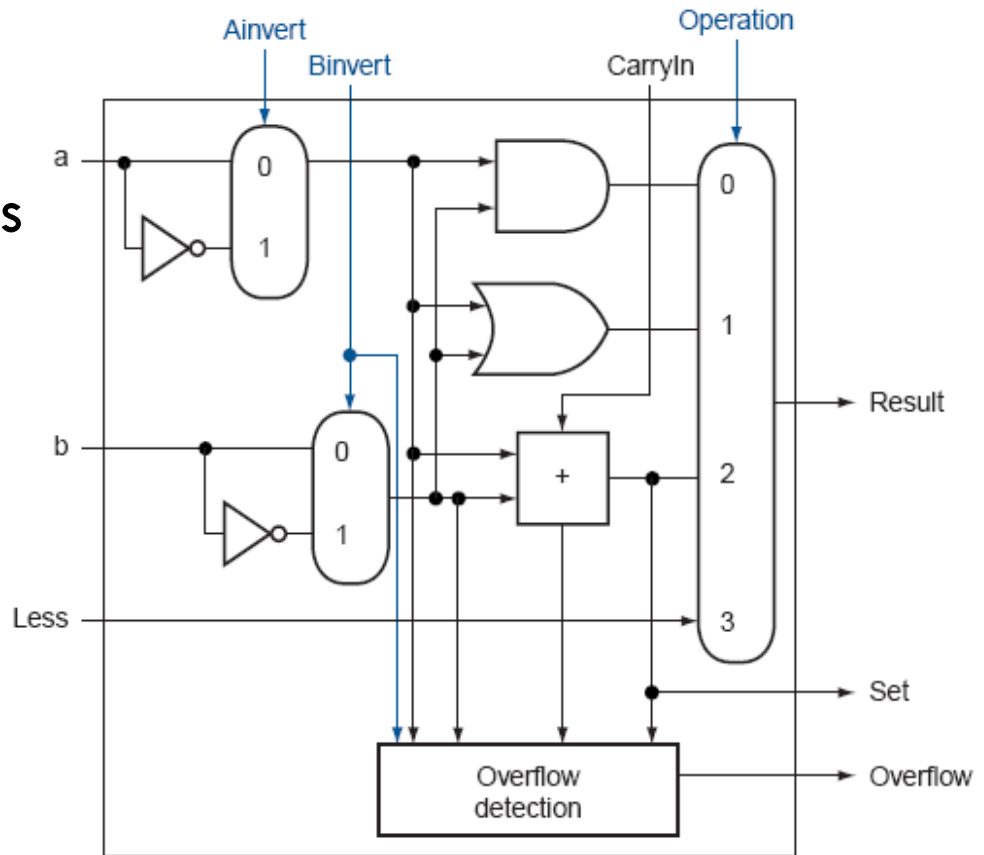 Operation
Ainvert
Binvert
CarryIn
a
0
0
s
1
1
b
0
+
2
1
Less
3
Set
Overflow
detection
Overflow
Result